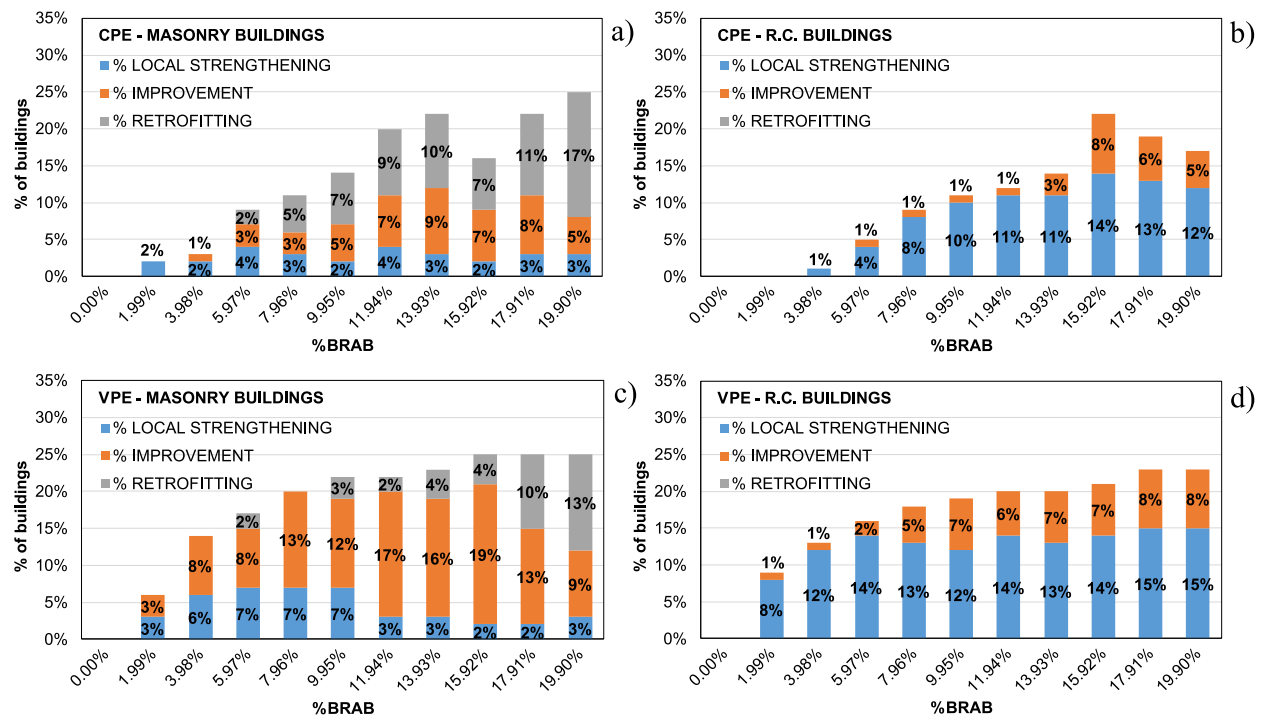 CPE - MASONRY BUILDINGS
a)
% LOCAL STRENGTHENING
% IMPROVEMENT
% RETROFITTING
% of buildings
35%
30%
25%
20%
15%
10%
5%
0%
2%
2% 1%
4% 3% 2%
3% 3% 5%
2% 5% 7%
4% 7% 9%
3% 9% 10%
2% 7% 7%
3% 8% 11%
3% 5% 17%
0.00% 1.99% 3.98% 5.97% 7.96% 9.95% 11.94% 13.93% 15.92% 17.91% 19.90%
%BRAB
CPE - R.C. BUILDINGS
b)
% LOCAL STRENGTHENING
% IMPROVEMENT
% RETROFITTING
% of buildings
35%
30%
25%
20%
15%
10%
5%
0%
1%
4% 1%
8% 1%
10% 1%
11% 1%
11% 3%
14% 8%
13% 6%
12% 5%
0.00% 1.99% 3.98% 5.97% 7.96% 9.95% 11.94% 13.93% 15.92% 17.91% 19.90%
%BRAB
VPE - MASONRY BUILDINGS
c)
% LOCAL STRENGTHENING
% IMPROVEMENT
% RETROFITTING
% of buildings
35%
30%
25%
20%
15%
10%
5%
0%
3% 3%
6% 8%
7% 8% 2%
7% 13%
7% 12% 3%
3% 17% 2%
3% 16% 4%
2% 19% 4%
2% 13% 10%
3% 9% 13%
0.00% 1.99% 3.98% 5.97% 7.96% 9.95% 11.94% 13.93% 15.92% 17.91% 19.90%
%BRAB
VPE - R.C. BUILDINGS
d)
% LOCAL STRENGTHENING
% IMPROVEMENT
% RETROFITTING
% of buildings
35%
30%
25%
20%
15%
10%
5%
0%
8% 1%
12% 1%
14% 2%
13% 5%
12% 7%
14% 6%
13% 7%
14% 7%
15% 8%
15% 8%
0.00% 1.99% 3.98% 5.97% 7.96% 9.95% 11.94% 13.93% 15.92% 17.91% 19.90%
%BRAB